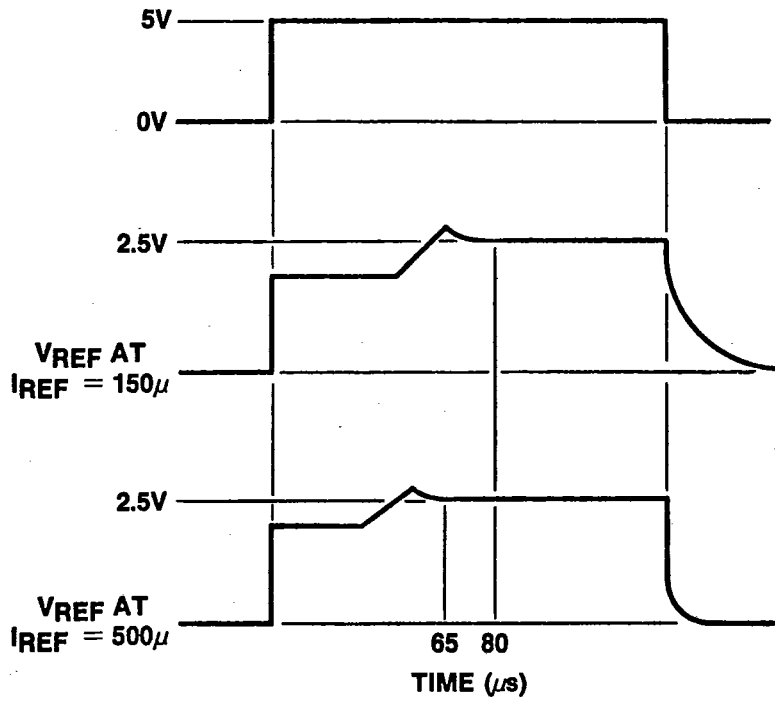 5V
0V
2.5V
VREF AT
IREF = 150μ
2.5V
VREF AT
IREF = 500μ
65 80
TIME (μs)